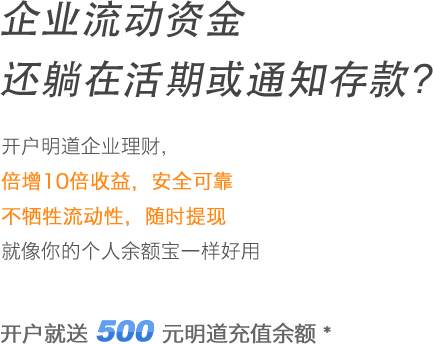 企业流动资金
还躺在活期或通知存款?
开户明道企业理财，
倍增10倍收益，安全可靠
不牺牲流动性，随时提现
就像你的个人余额宝一样好用
开户就送 500 元明道充值余额 *